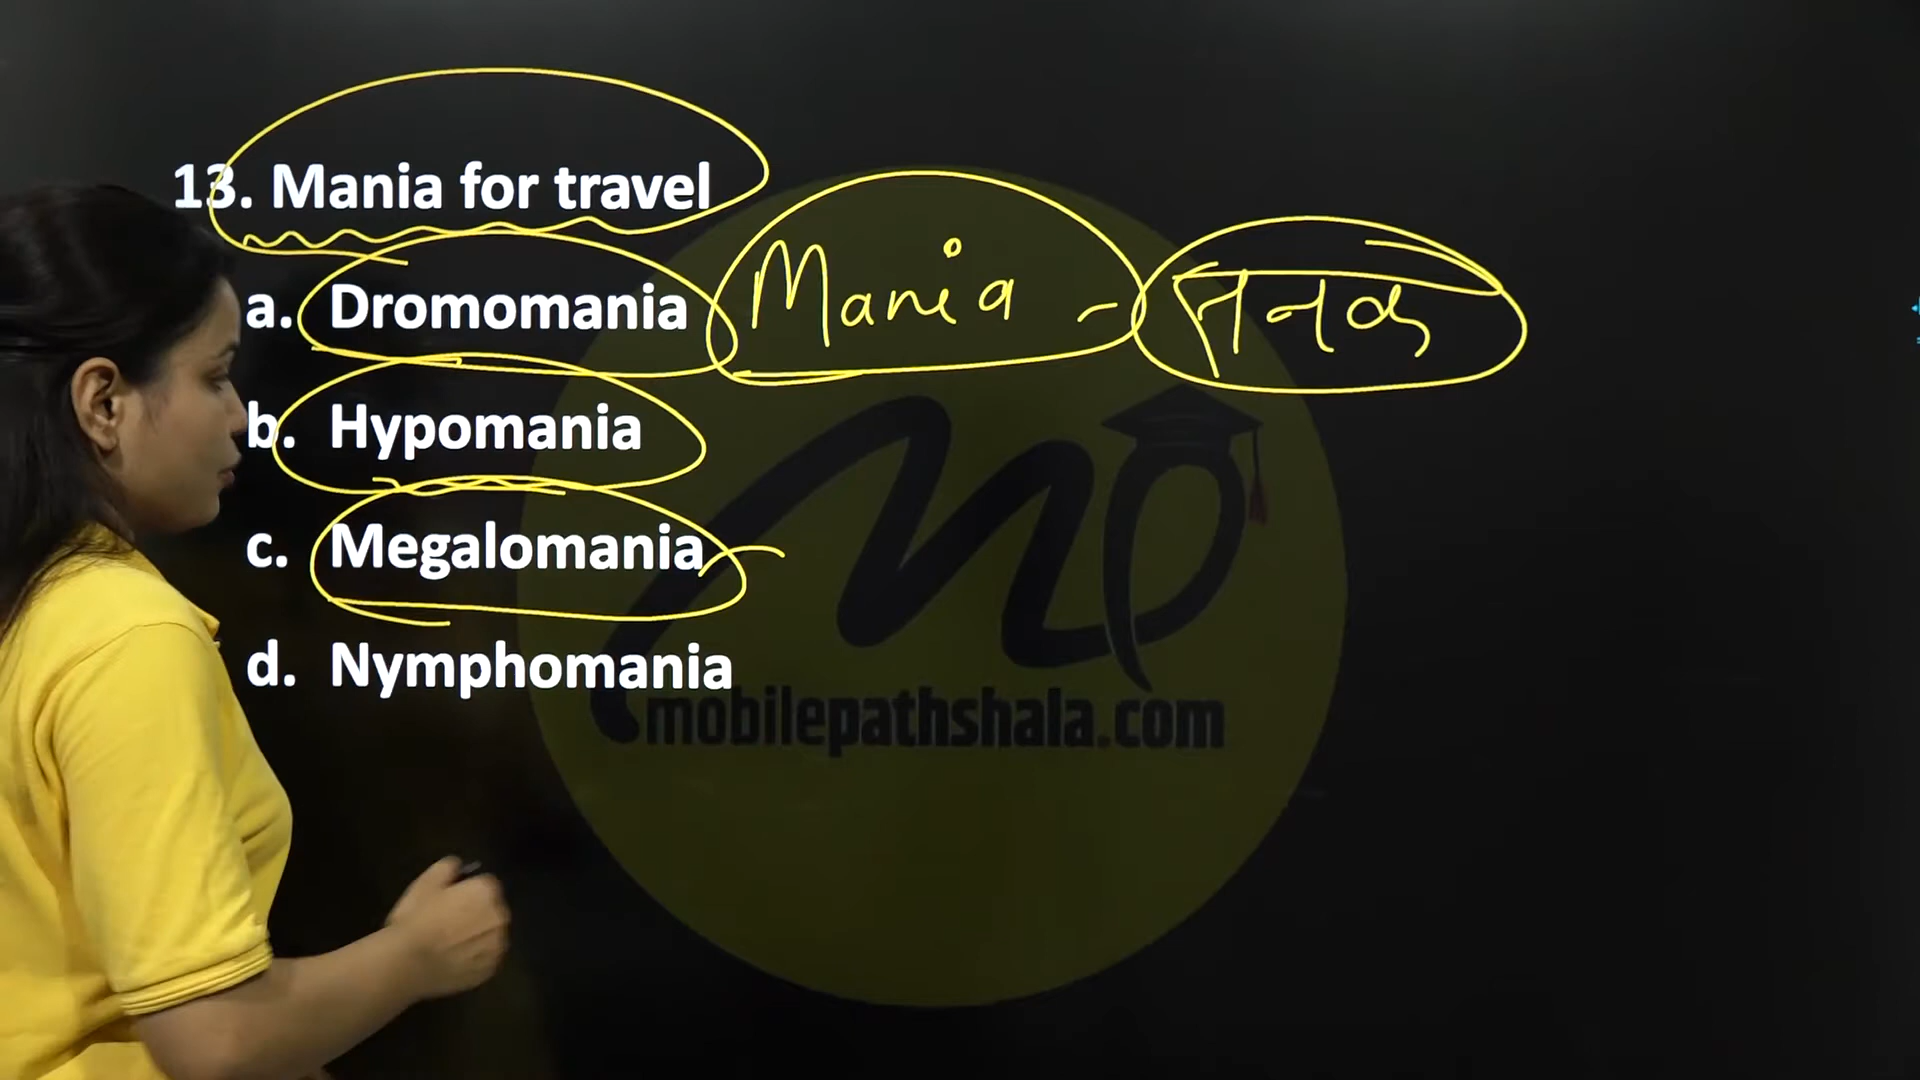 13. Mania for travel
a. Dromomania
Mania - सनक
b. Hypomania
c. Megalomania
d. Nymphomania
mobilepathshala.com